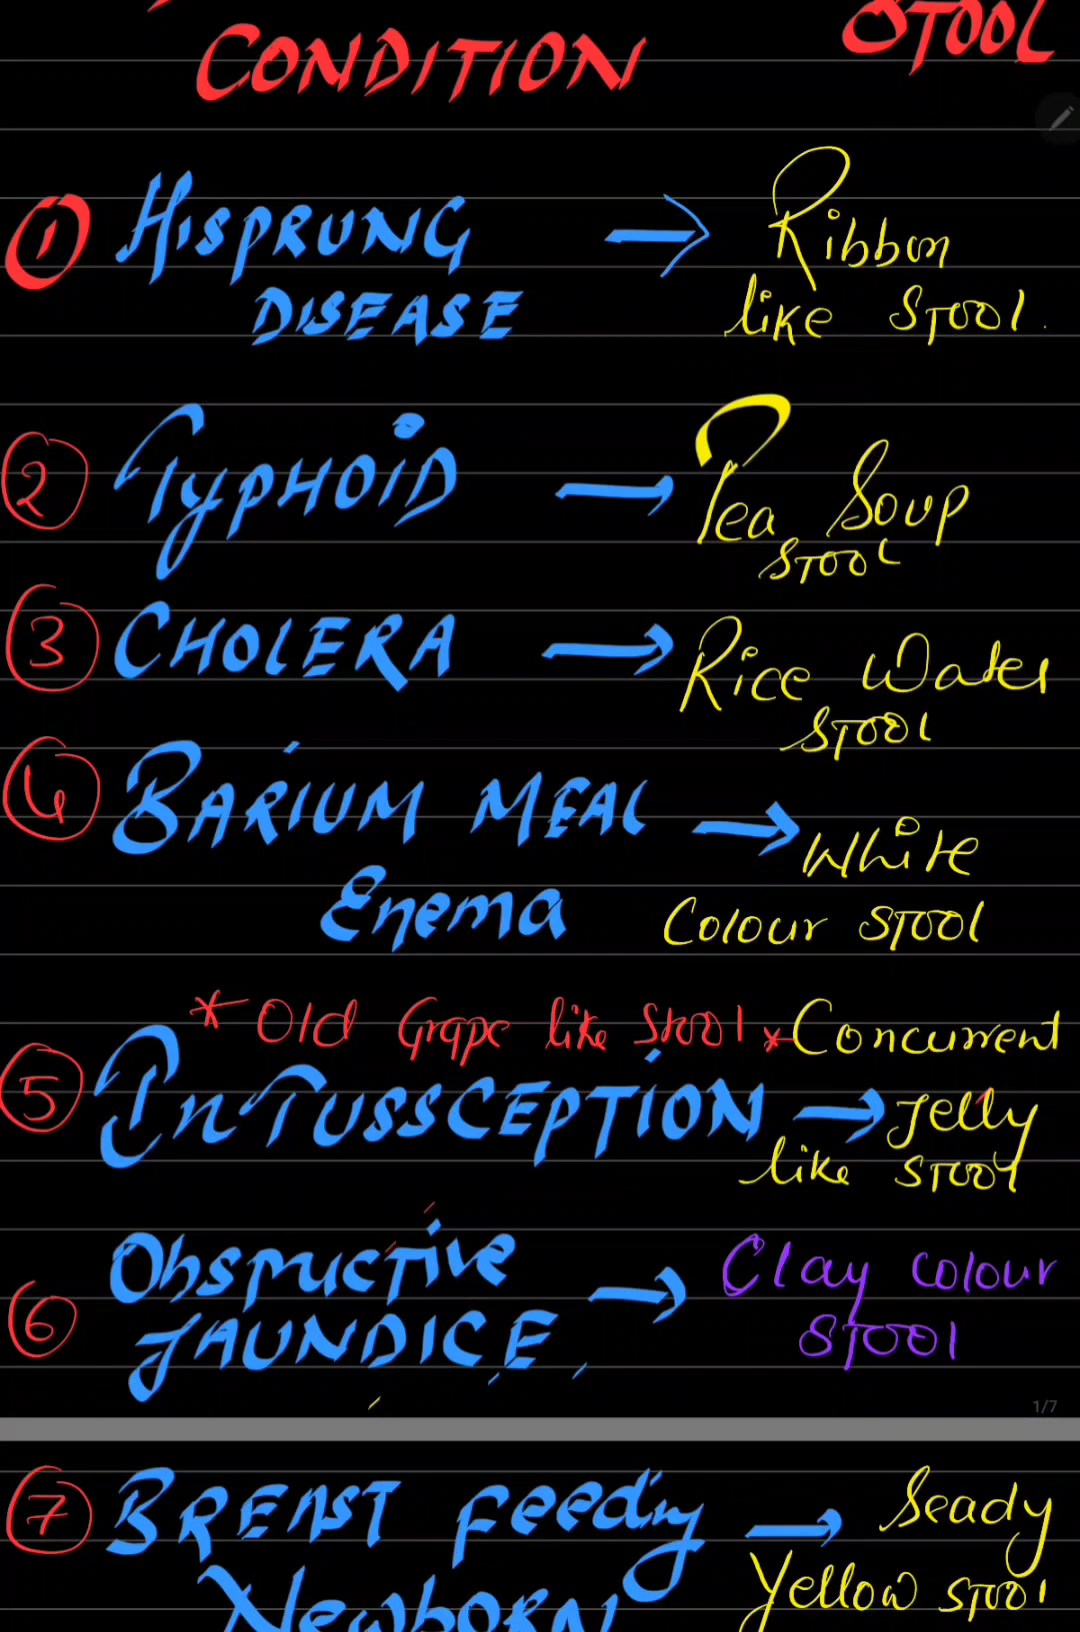 CONDITION STOOL
1 HISPRUNG → Ribbon
DISEASE like STOOL.
2 TYPHOID → Pea Soup
STOOL
3 CHOLERA → Rice Water
STOOL
4 BARIUM MEAL → White
Enema Colour STOOL
* Old Grape like Stool * Concurrent
5 INTUSSCEPTION → Jelly
like STOOL
6 Obstructive → Clay colour
JAUNDICE STOOL
1/7
7 BREAST Feeding → Seady
Newborn Yellow STOOL